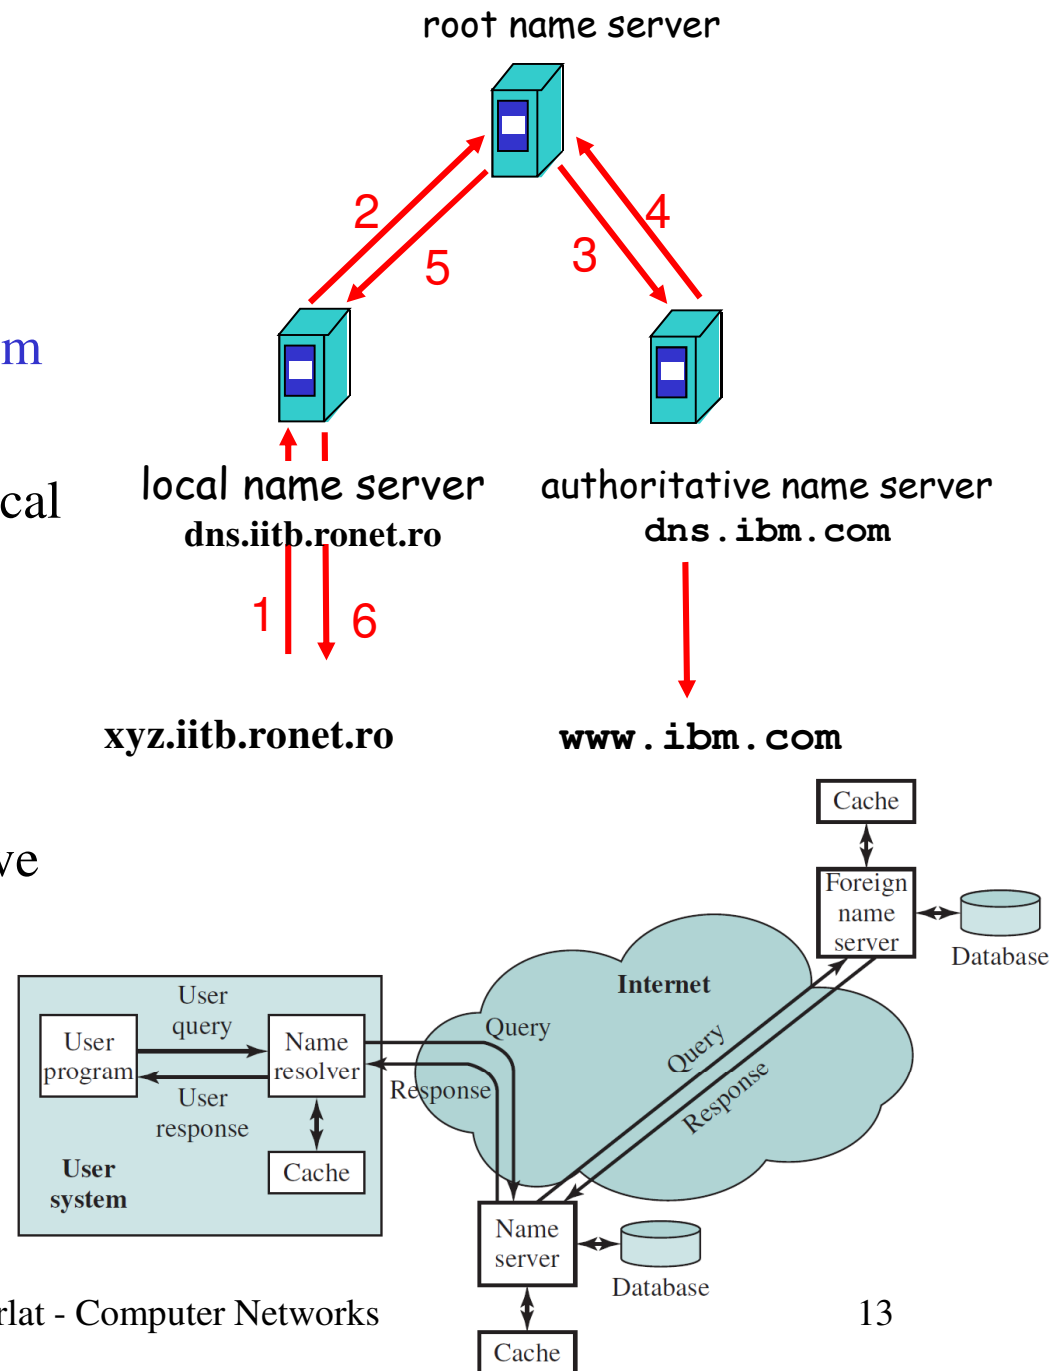 root name server
2
5
3
4
m
cal
local name server
dns.iitb.ronet.ro
authoritative name server
dns.ibm.com
1
6
xyz.iitb.ronet.ro
www.ibm.com
ve
Cache
Foreign
name
server
Database
Internet
User
program
User
query
Name
resolver
User
response
Cache
User
system
Query
Response
Query
Response
Name
server
Database
Cache
rlat - Computer Networks
13